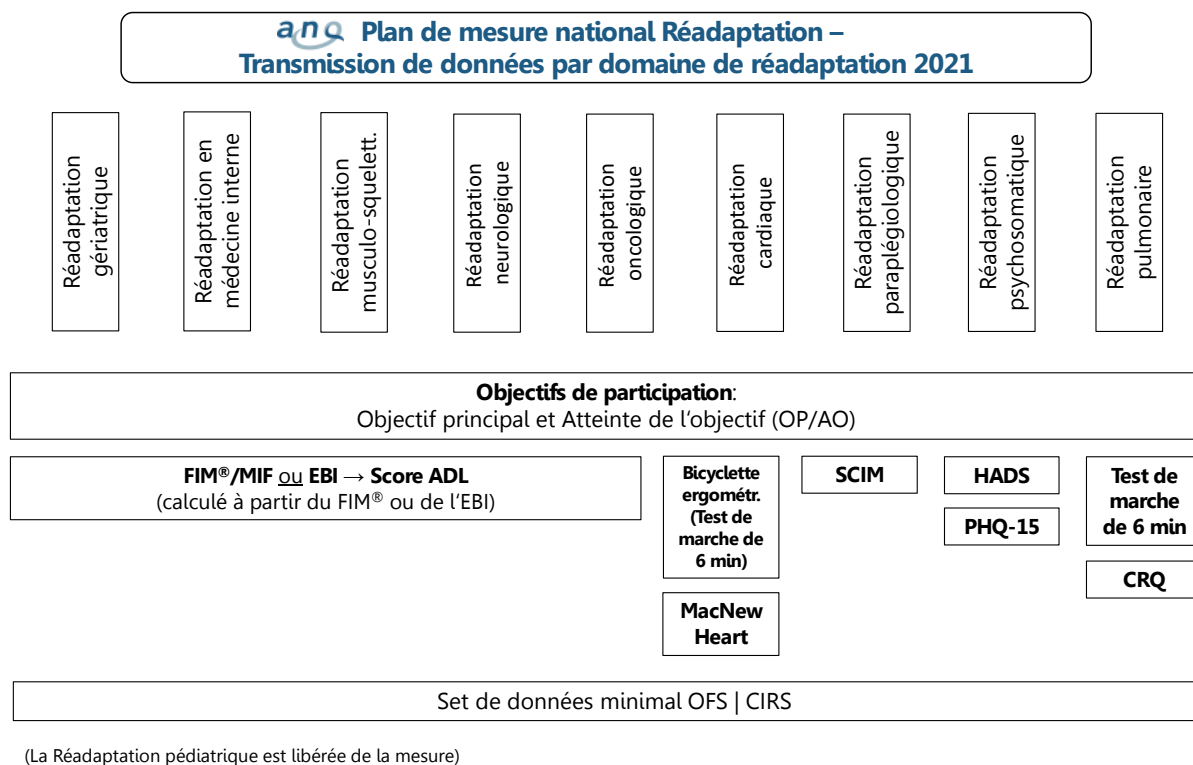 anq Plan de mesure national Réadaptation –
Transmission de données par domaine de réadaptation 2021
Réadaptation
gériatrique
Réadaptation en
médecine interne
Réadaptation
musculo-squelett.
Réadaptation
neurologique
Réadaptation
oncologique
Réadaptation
cardiaque
Réadaptation
paraplégiologique
Réadaptation
psychosomatique
Réadaptation
pulmonaire
Objectifs de participation:
Objectif principal et Atteinte de l‘objectif (OP/AO)
FIM®/MIF ou EBI → Score ADL
(calculé à partir du FIM® ou de l‘EBI)
Bicyclette
ergométr.
(Test de
marche de
6 min)
MacNew
Heart
SCIM
HADS
PHQ-15
Test de
marche
de 6 min
CRQ
Set de données minimal OFS | CIRS
(La Réadaptation pédiatrique est libérée de la mesure)